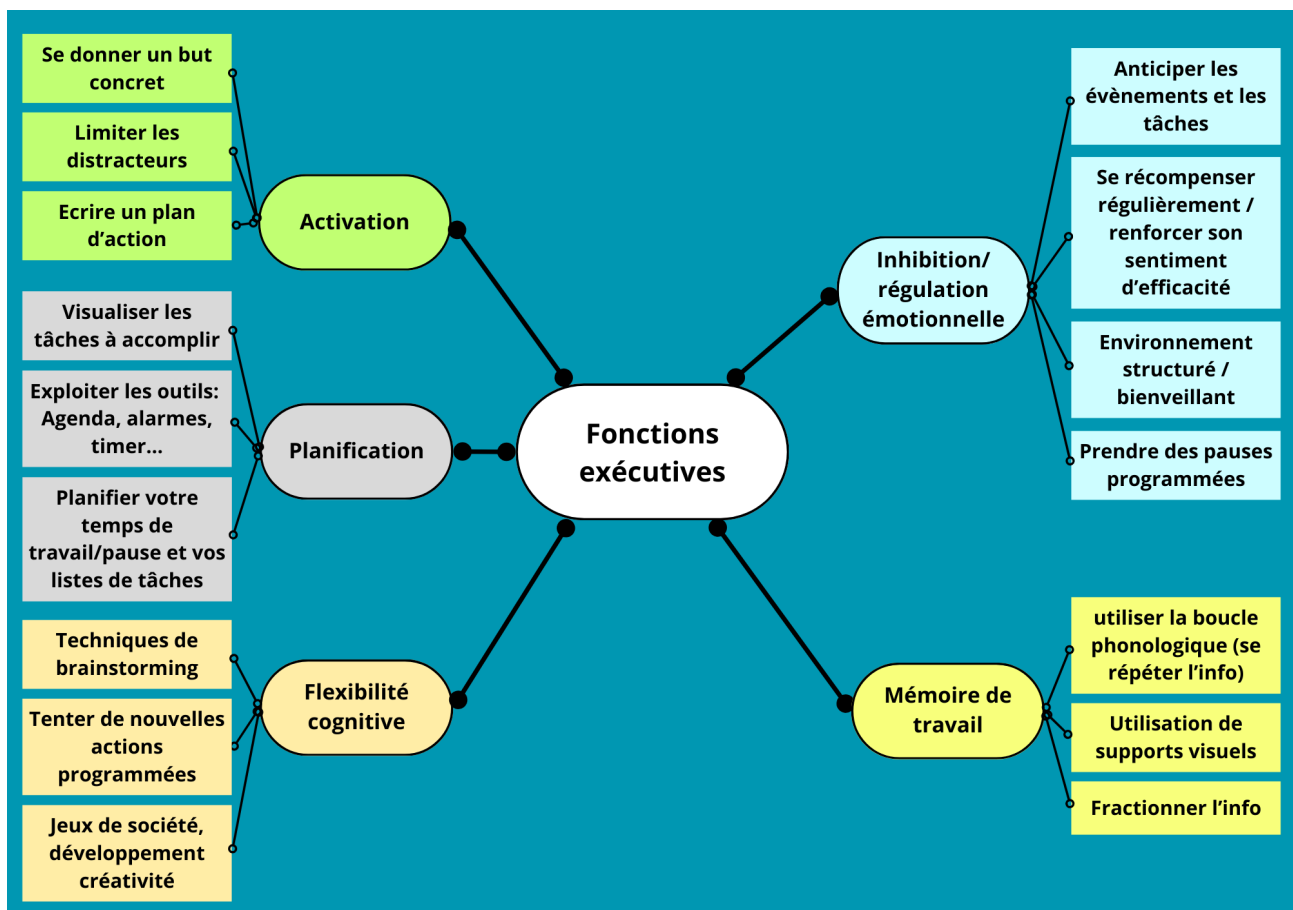 Se donner un but
concret
Limiter les
distracteurs
Ecrire un plan
d'action
Activation
Visualiser les
tâches à accomplir
Exploiter les outils:
Agenda, alarmes,
timer...
Planifier votre
temps de
travail/pause et vos
listes de tâches
Planification
Techniques de
brainstorming
Tenter de nouvelles
actions
programmées
Jeux de société,
développement
créativité
Flexibilité
cognitive
Fonctions
exécutives
Inhibition/
régulation
émotionnelle
Anticiper les
évènements et les
tâches
Se récompenser
régulièrement /
renforcer son
sentiment
d'efficacité
Environnement
structuré /
bienveillant
Prendre des pauses
programmées
Mémoire de
travail
utiliser la boucle
phonologique (se
répéter l'info)
Utilisation de
supports visuels
Fractionner l'info